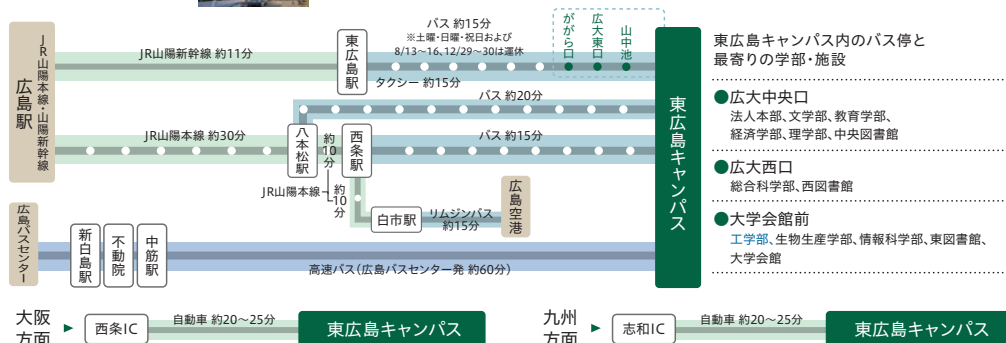 JR山陽本線・山陽新幹線
広島駅
JR山陽新幹線 約11分
東広島駅
バス 約15分
※土曜・日曜・祝日および
8/13～16、12/29～30は運休
ががら口
広大東口
山中池
タクシー 約15分
バス 約20分
JR山陽本線 約30分
八本松駅
約10分
西条駅
バス 約15分
JR山陽本線
約10分
白市駅
リムジンバス
約15分
広島空港
東広島キャンパス
広島バスセンター
新白島駅
不動院
中筋駅
高速バス（広島バスセンター発 約60分）
東広島キャンパス内のバス停と
最寄りの学部・施設
●広大中央口
法人本部、文学部、教育学部、
経済学部、理学部、中央図書館
●広大西口
総合科学部、西図書館
●大学会館前
工学部、生物生産学部、情報科学部、東図書館、
大学会館
大阪
方面
西条IC
自動車 約20～25分
東広島キャンパス
九州
方面
志和IC
自動車 約20～25分
東広島キャンパス